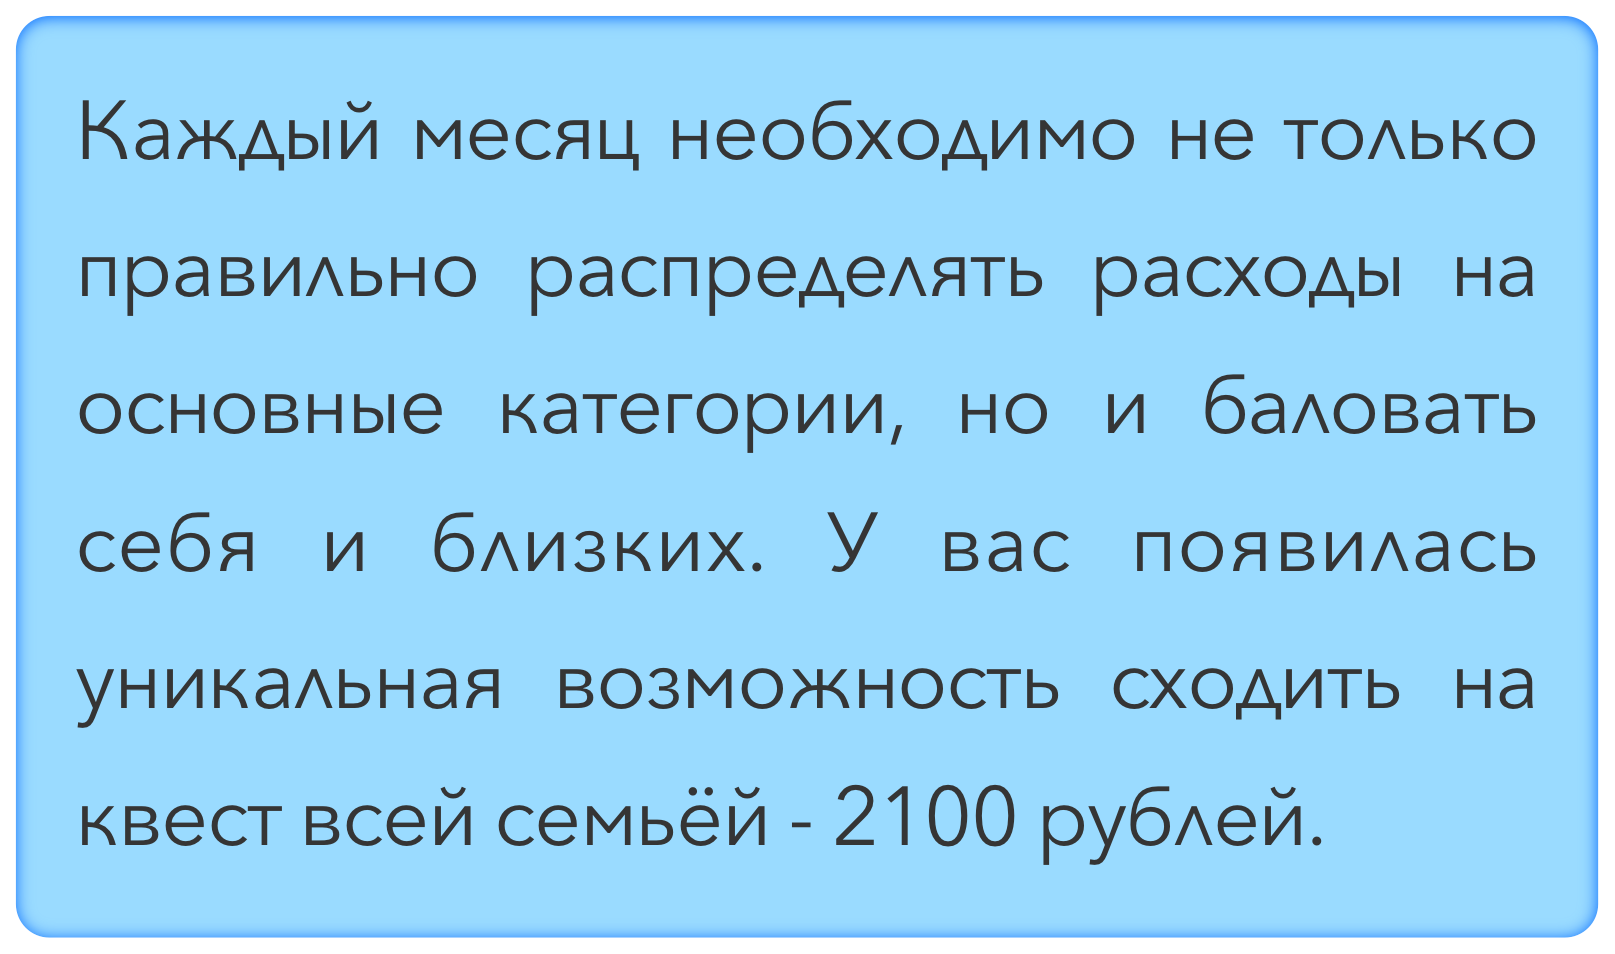 Каждый месяц необходимо не только
правильно распределять расходы на
основные категории, но и баловать
себя и близких. У вас появилась
уникальная возможность сходить на
квест всей семьёй - 2100 рублей.